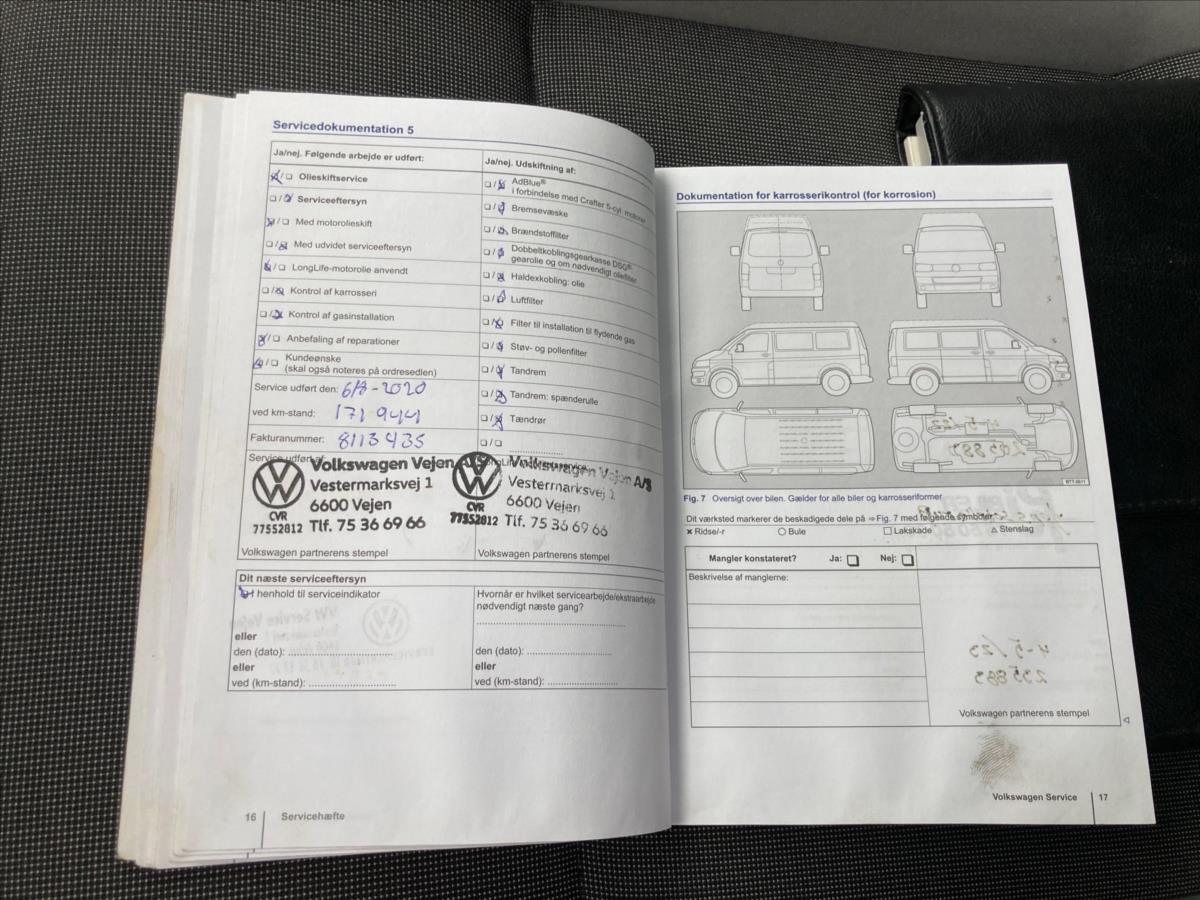 Servicedokumentation 5
Ja/nej. Følgende arbejde er udført:
/ Olieskiftservice
/ Serviceeftersyn
/ Med motorolieskift
/ Med udvidet serviceeftersyn
/ LongLife-motorolie anvendt
/ Kontrol af karrosseri
/ Kontrol af gasinstallation
/ Anbefaling af reparationer
/ Kundeønske
(skal også noteres på ordresedlen)
Service udført den: 6/8-2020
ved km-stand: 171 944
Fakturanummer: 8113435
Service udført af:
Volkswagen Vejen A/S
Vestermarksvej 1
6600 Vejen
CVR
77552812 Tlf. 75 36 69 66
Volkswagen partnerens stempel
Ja/nej. Udskiftning af:
/ AdBlue®
i forbindelse med Crafter 5-cyl. motorer
/ Bremsevæske
/ Brændstoffilter
/ Dobbeltkoblingsgearkasse DSG®
gearolie og om nødvendigt oliefilter
/ Haldexkobling: olie
/ Luftfilter
/ Filter til installation til flydende gas
/ Støv- og pollenfilter
/ Tandrem
/ Tandrem: spænderulle
/ Tændrør
/
Volkswagen Vejen A/S
Vestermarksvej 1
6600 Vejen
CVR
77552812 Tlf. 75 36 69 66
Volkswagen partnerens stempel
Dit næste serviceeftersyn
I henhold til serviceindikator
eller
den (dato): ..............................
eller
ved (km-stand): .........................
Hvornår er hvilket servicearbejde/ekstraarbejde
nødvendigt næste gang?
den (dato): .........................
eller
ved (km-stand): ....................
16 Servicehæfte
Dokumentation for karrosserikontrol (for korrosion)
BTT-0511
Fig. 7 Oversigt over bilen. Gælder for alle biler og karrosseriformer
Dit værksted markerer de beskadigede dele på ⇒ Fig. 7 med følgende symboler:
× Ridse/-r ○ Bule □ Lakskade △ Stenslag
Mangler konstateret? Ja: □ Nej: □
Beskrivelse af manglerne:
Volkswagen partnerens stempel
Volkswagen Service 17